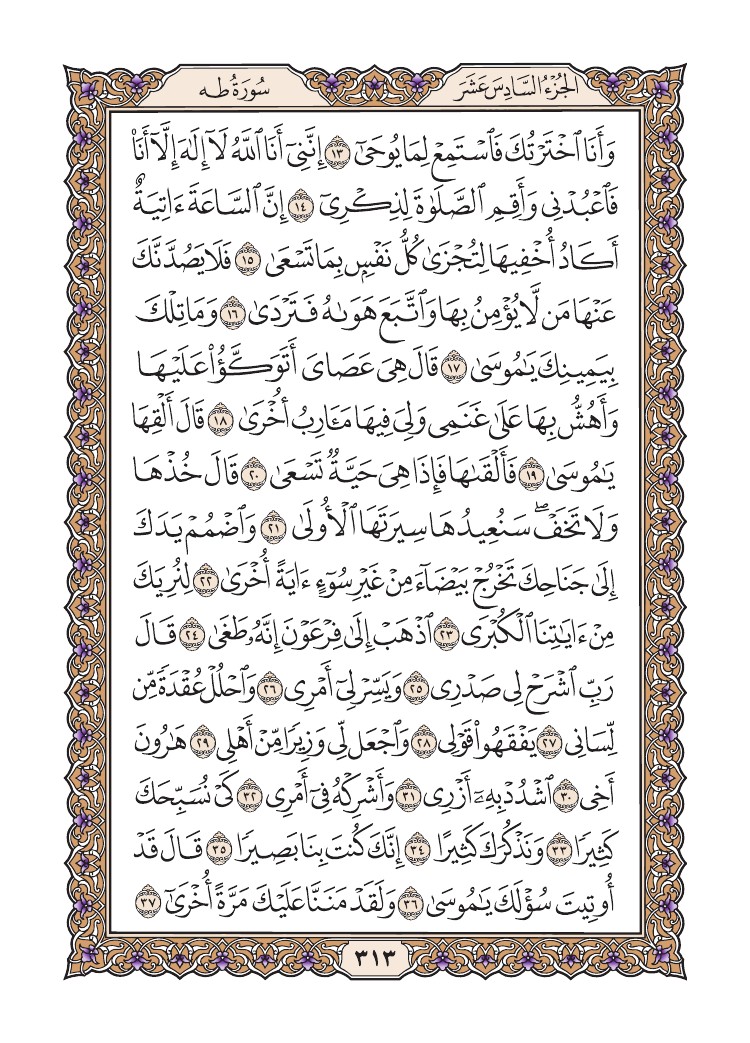 الجُزْءُ السَّادِسَ عَشَرَ
سُورَةُ طه
وَأَنَا ٱخْتَرْتُكَ فَٱسْتَمِعْ لِمَا يُوحَىٰٓ ١٣ إِنَّنِىٓ أَنَا ٱللَّهُ لَآ إِلَٰهَ إِلَّآ أَنَا۠
فَٱعْبُدْنِى وَأَقِمِ ٱلصَّلَوٰةَ لِذِكْرِىٓ ١٤ إِنَّ ٱلسَّاعَةَ ءَاتِيَةٌ
أَكَادُ أُخْفِيهَا لِتُجْزَىٰ كُلُّ نَفْسٍۭ بِمَا تَسْعَىٰ ١٥ فَلَا يَصُدَّنَّكَ
عَنْهَا مَن لَّا يُؤْمِنُ بِهَا وَٱتَّبَعَ هَوَىٰهُ فَتَرْدَىٰ ١٦ وَمَا تِلْكَ
بِيَمِينِكَ يَٰمُوسَىٰ ١٧ قَالَ هِىَ عَصَاىَ أَتَوَكَّؤُا۟ عَلَيْهَا
وَأَهُشُّ بِهَا عَلَىٰ غَنَمِى وَلِىَ فِيهَا مَـَٔارِبُ أُخْرَىٰ ١٨ قَالَ أَلْقِهَا
يَٰمُوسَىٰ ١٩ فَأَلْقَىٰهَا فَإِذَا هِىَ حَيَّةٌ تَسْعَىٰ ٢٠ قَالَ خُذْهَا
وَلَا تَخَفْ ۖ سَنُعِيدُهَا سِيرَتَهَا ٱلْأُولَىٰ ٢١ وَٱضْمُمْ يَدَكَ
إِلَىٰ جَنَاحِكَ تَخْرُجْ بَيْضَآءَ مِنْ غَيْرِ سُوٓءٍ ءَايَةً أُخْرَىٰ ٢٢ لِنُرِيَكَ
مِنْ ءَايَٰتِنَا ٱلْكُبْرَى ٢٣ ٱذْهَبْ إِلَىٰ فِرْعَوْنَ إِنَّهُۥ طَغَىٰ ٢٤ قَالَ
رَبِّ ٱشْرَحْ لِى صَدْرِى ٢٥ وَيَسِّرْ لِىٓ أَمْرِى ٢٦ وَٱحْلُلْ عُقْدَةً مِّن
لِّسَانِى ٢٧ يَفْقَهُوا۟ قَوْلِى ٢٨ وَٱجْعَل لِّى وَزِيرًا مِّنْ أَهْلِى ٢٩ هَٰرُونَ
أَخِى ٣٠ ٱشْدُدْ بِهِۦٓ أَزْرِى ٣١ وَأَشْرِكْهُ فِىٓ أَمْرِى ٣٢ كَىْ نُسَبِّحَكَ
كَثِيرًا ٣٣ وَنَذْكُرَكَ كَثِيرًا ٣٤ إِنَّكَ كُنتَ بِنَا بَصِيرًا ٣٥ قَالَ قَدْ
أُوتِيتَ سُؤْلَكَ يَٰمُوسَىٰ ٣٦ وَلَقَدْ مَنَنَّا عَلَيْكَ مَرَّةً أُخْرَىٰٓ ٣٧
٣١٣